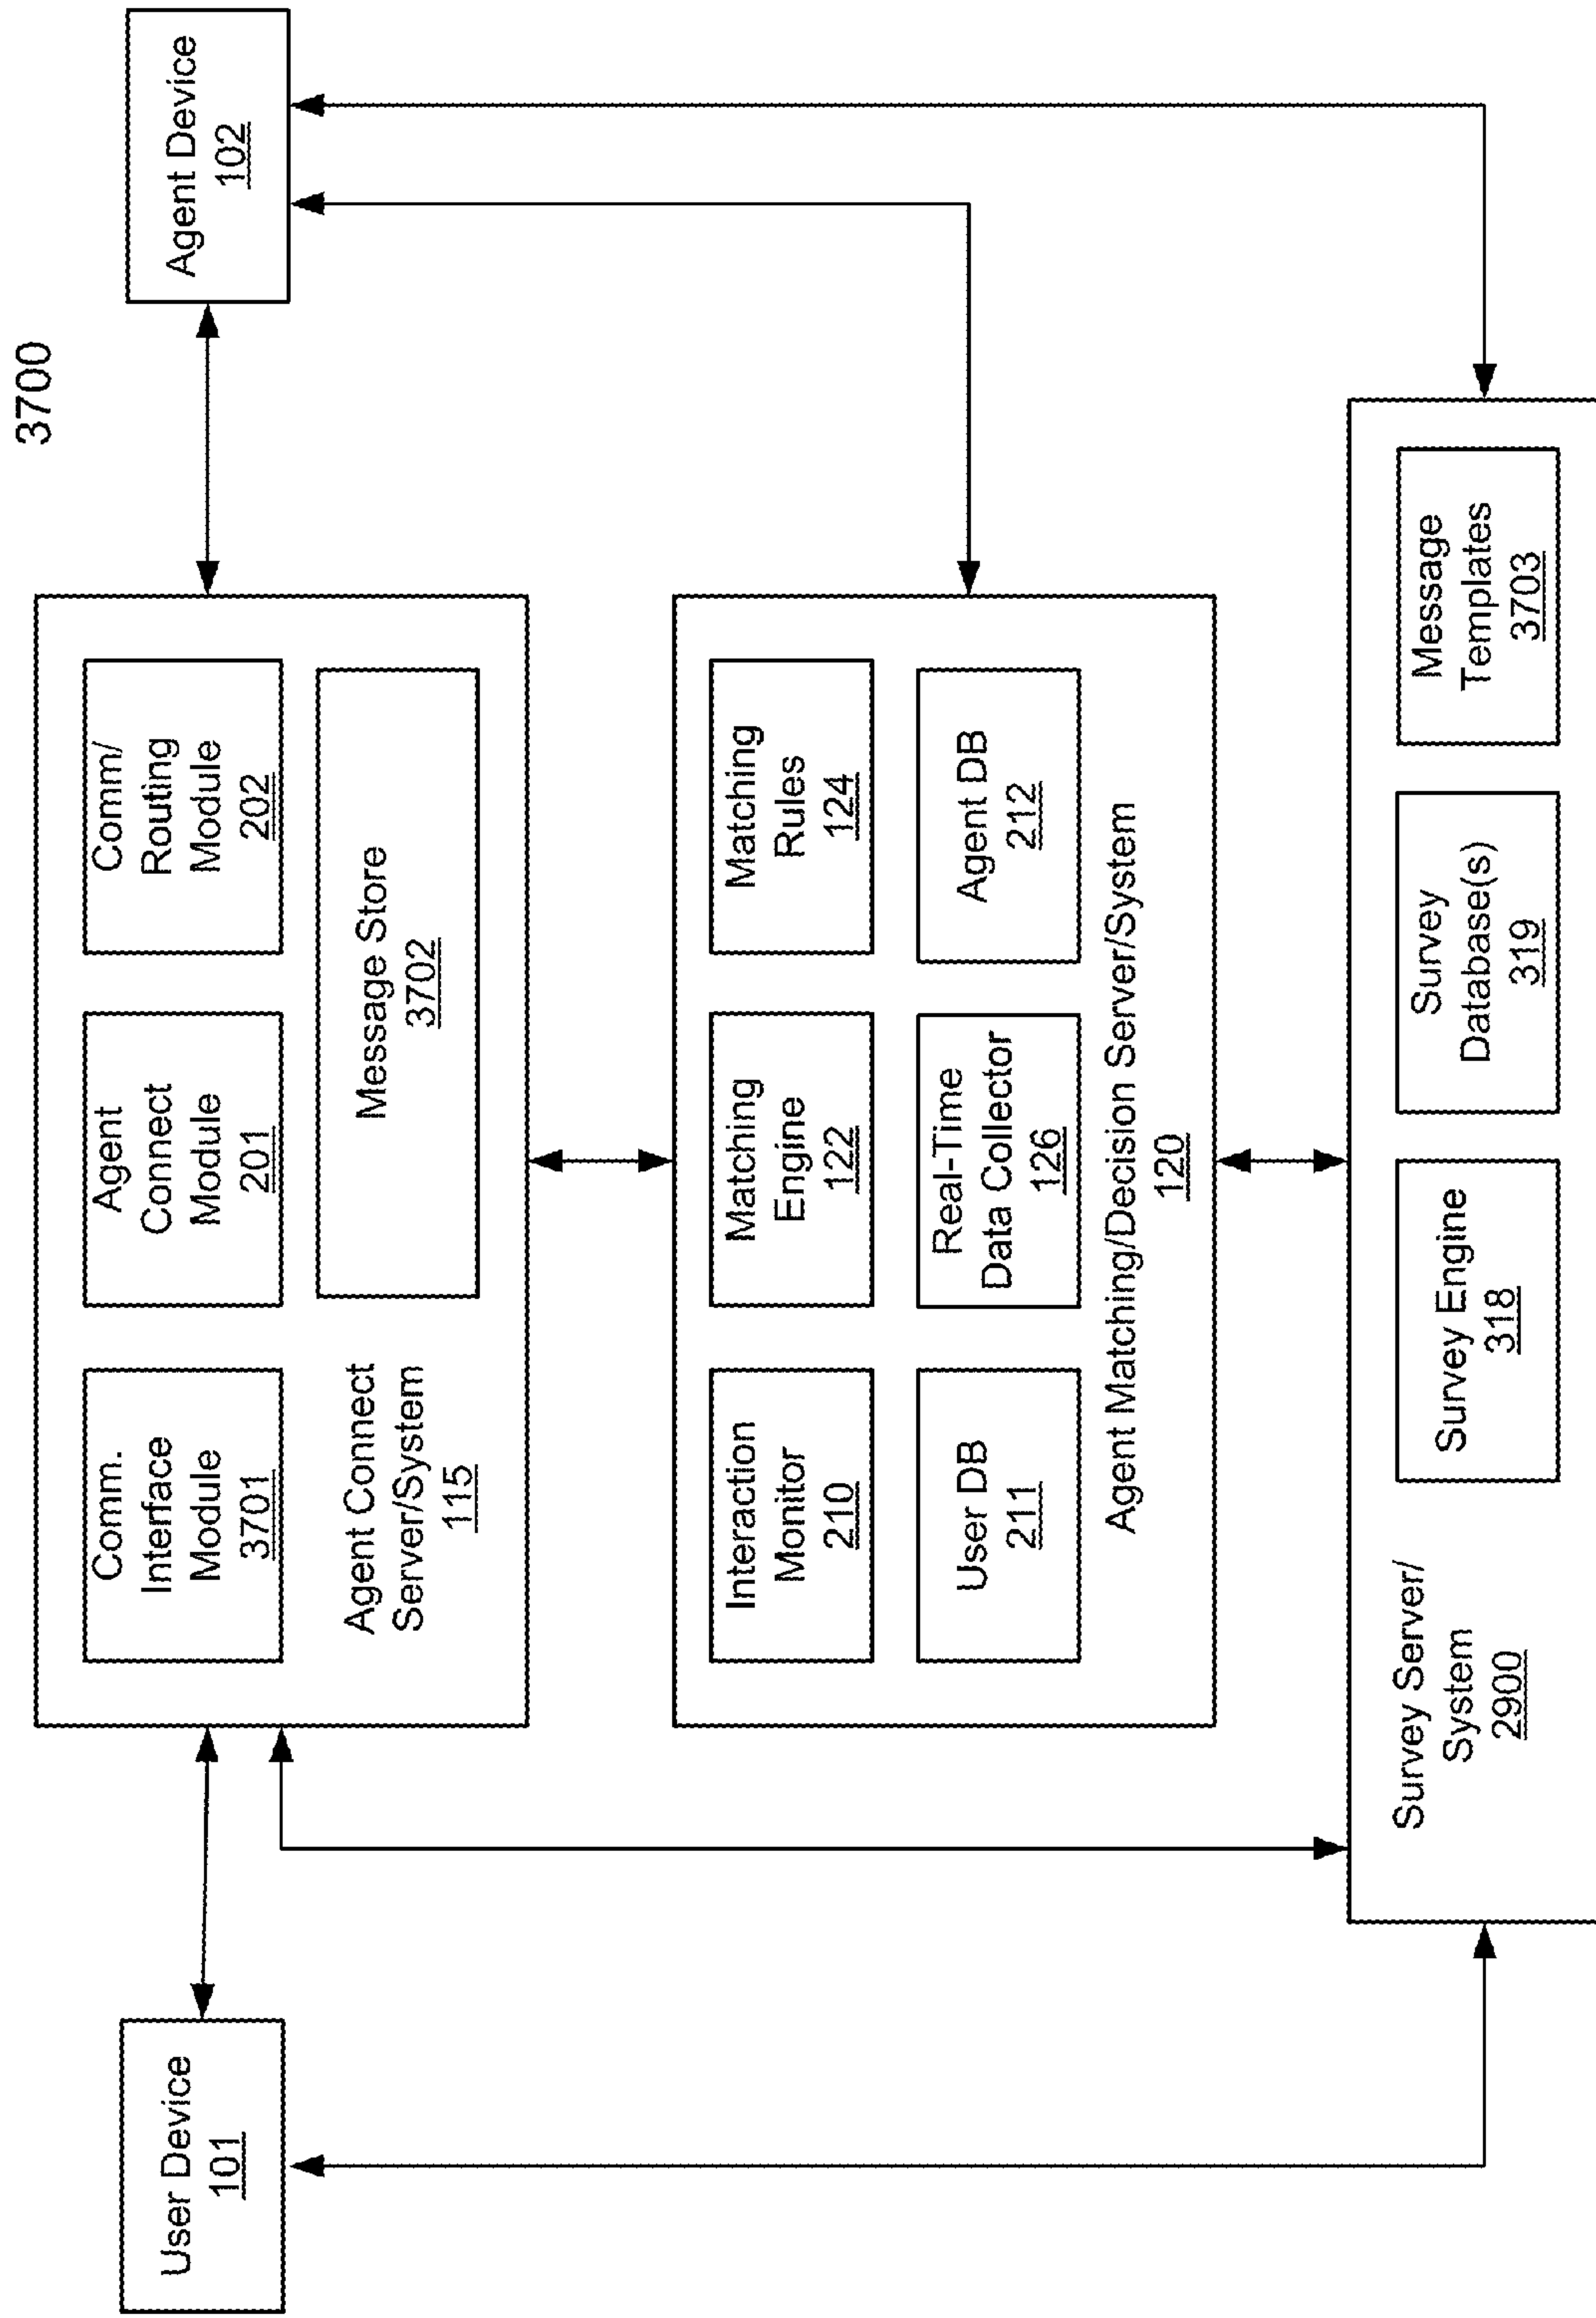 3700
User Device
101
Agent Device
102
Comm.
Interface
Module
3701
Agent
Connect
Module
201
Comm/
Routing
Module
202
Agent Connect
Server/System
115
Message Store
3702
Interaction
Monitor
210
Matching
Engine
122
Matching
Rules
124
User DB
211
Real-Time
Data Collector
126
Agent DB
212
Agent Matching/Decision Server/System
120
Survey Server/
System
2900
Survey Engine
318
Survey
Database(s)
319
Message
Templates
3703